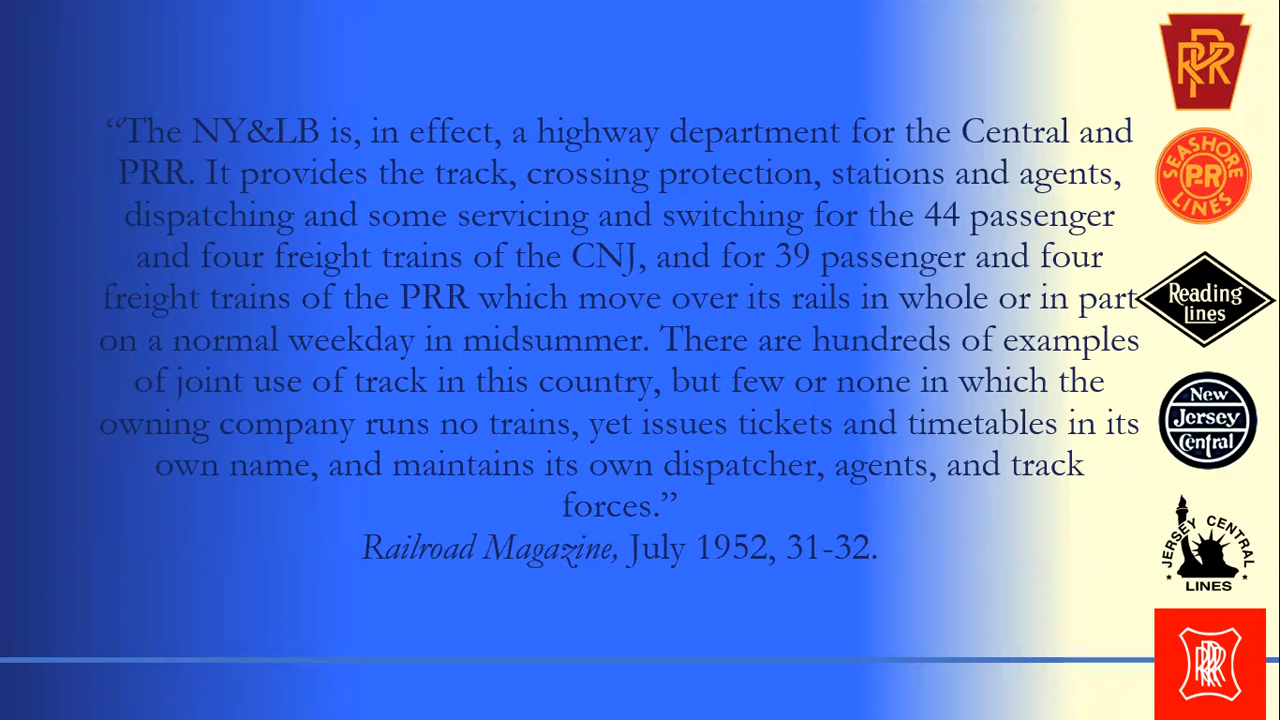 “The NY&LB is, in effect, a highway department for the Central and
PRR. It provides the track, crossing protection, stations and agents,
dispatching and some servicing and switching for the 44 passenger
and four freight trains of the CNJ, and for 39 passenger and four
freight trains of the PRR which move over its rails in whole or in part
on a normal weekday in midsummer. There are hundreds of examples
of joint use of track in this country, but few or none in which the
owning company runs no trains, yet issues tickets and timetables in its
own name, and maintains its own dispatcher, agents, and track
forces.”
Railroad Magazine, July 1952, 31-32.
PRR
SEASHORE
P-R
LINES
Reading
Lines
New
Jersey
Central
JERSEY CENTRAL
LINES